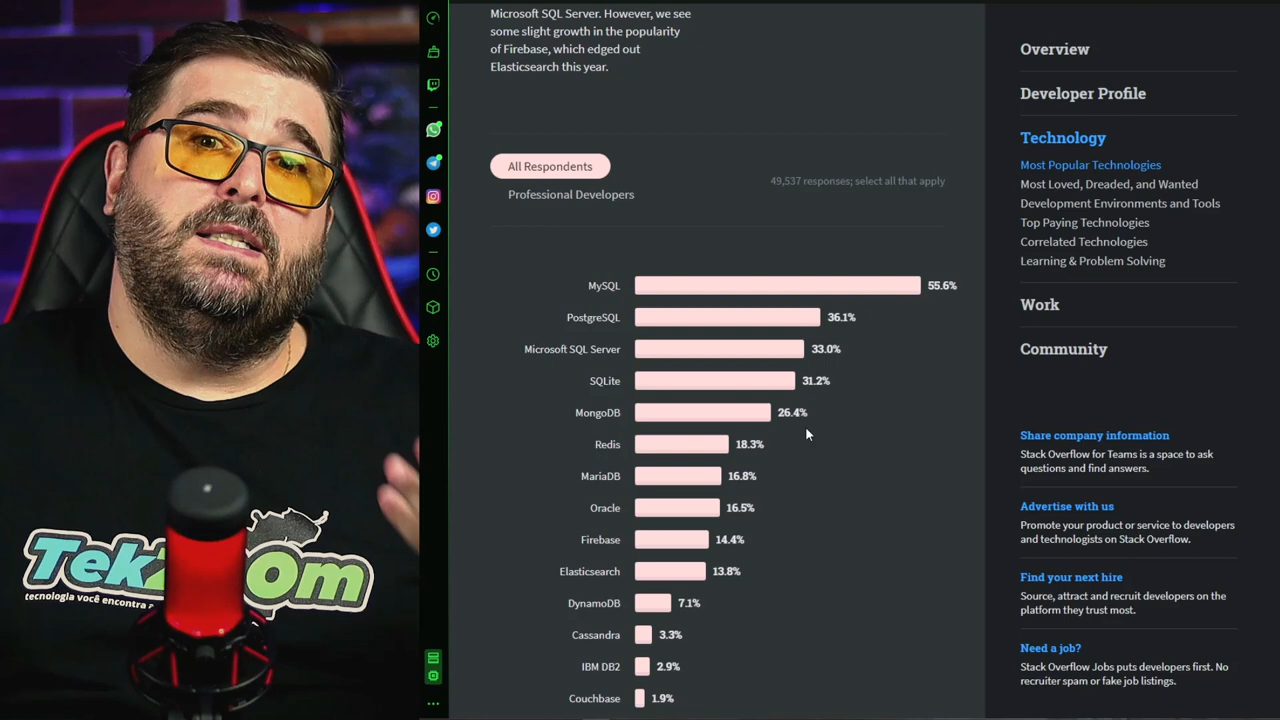 Microsoft SQL Server. However, we see
some slight growth in the popularity
of Firebase, which edged out
Elasticsearch this year.
All Respondents
Professional Developers
49,537 responses; select all that apply
MySQL 55.6%
PostgreSQL 36.1%
Microsoft SQL Server 33.0%
SQLite 31.2%
MongoDB 26.4%
Redis 18.3%
MariaDB 16.8%
Oracle 16.5%
Firebase 14.4%
Elasticsearch 13.8%
DynamoDB 7.1%
Cassandra 3.3%
IBM DB2 2.9%
Couchbase 1.9%
Overview
Developer Profile
Technology
Most Popular Technologies
Most Loved, Dreaded, and Wanted
Development Environments and Tools
Top Paying Technologies
Correlated Technologies
Learning & Problem Solving
Work
Community
Share company information
Stack Overflow for Teams is a space to ask
questions and find answers.
Advertise with us
Promote your product or service to developers
and technologists on Stack Overflow.
Find your next hire
Source, attract and recruit developers on the
platform they trust most.
Need a job?
Stack Overflow Jobs puts developers first. No
recruiter spam or fake job listings.
tecnologia você encontra